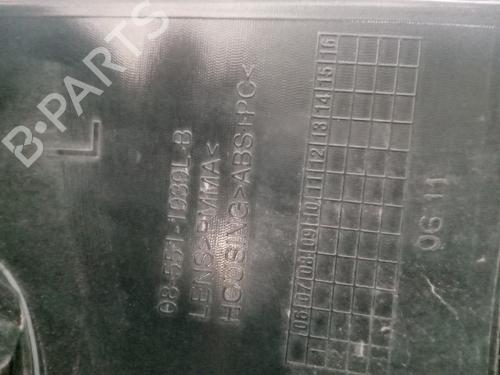 B·PARTS
L
08-551-1030L-B
LENS>PMMA<
HOUSING>ABS+PC<
06 07 08 09 10 11 12 13 14 15 16
06 11